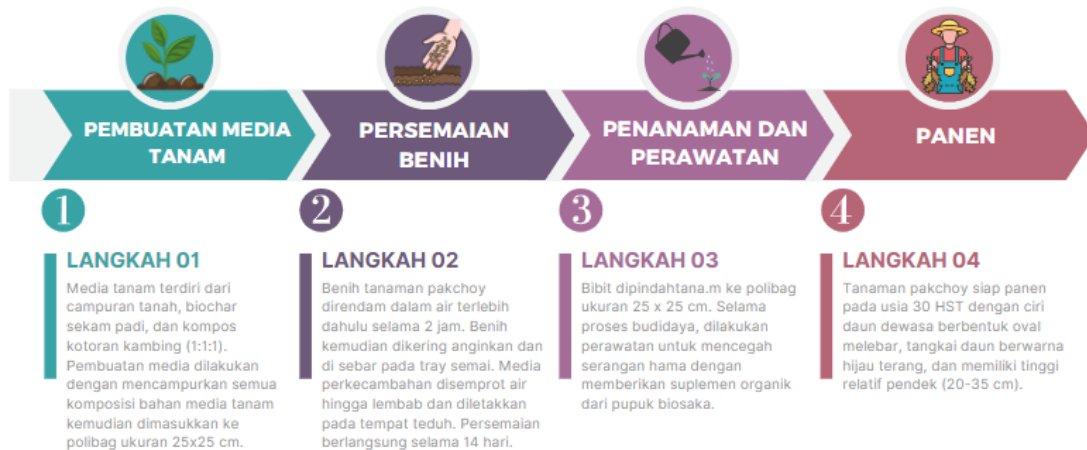 PEMBUATAN MEDIA
TANAM
PERSEMAIAN
BENIH
PENANAMAN DAN
PERAWATAN
PANEN
1
LANGKAH 01
Media tanam terdiri dari
campuran tanah, biochar
sekam padi, dan kompos
kotoran kambing (1:1:1).
Pembuatan media dilakukan
dengan mencampurkan semua
komposisi bahan media tanam
kemudian dimasukkan ke
polibag ukuran 25x25 cm.
2
LANGKAH 02
Benih tanaman pakchoy
direndam dalam air terlebih
dahulu selama 2 jam. Benih
kemudian dikering anginkan dan
di sebar pada tray semai. Media
perkecambahan disemprot air
hingga lembab dan diletakkan
pada tempat teduh. Persemaian
berlangsung selama 14 hari.
3
LANGKAH 03
Bibit dipindahtana.m ke polibag
ukuran 25 x 25 cm. Selama
proses budidaya, dilakukan
perawatan untuk mencegah
serangan hama dengan
memberikan suplemen organik
dari pupuk biosaka.
4
LANGKAH 04
Tanaman pakchoy siap panen
pada usia 30 HST dengan ciri
daun dewasa berbentuk oval
melebar, tangkai daun berwarna
hijau terang, dan memiliki tinggi
relatif pendek (20-35 cm).